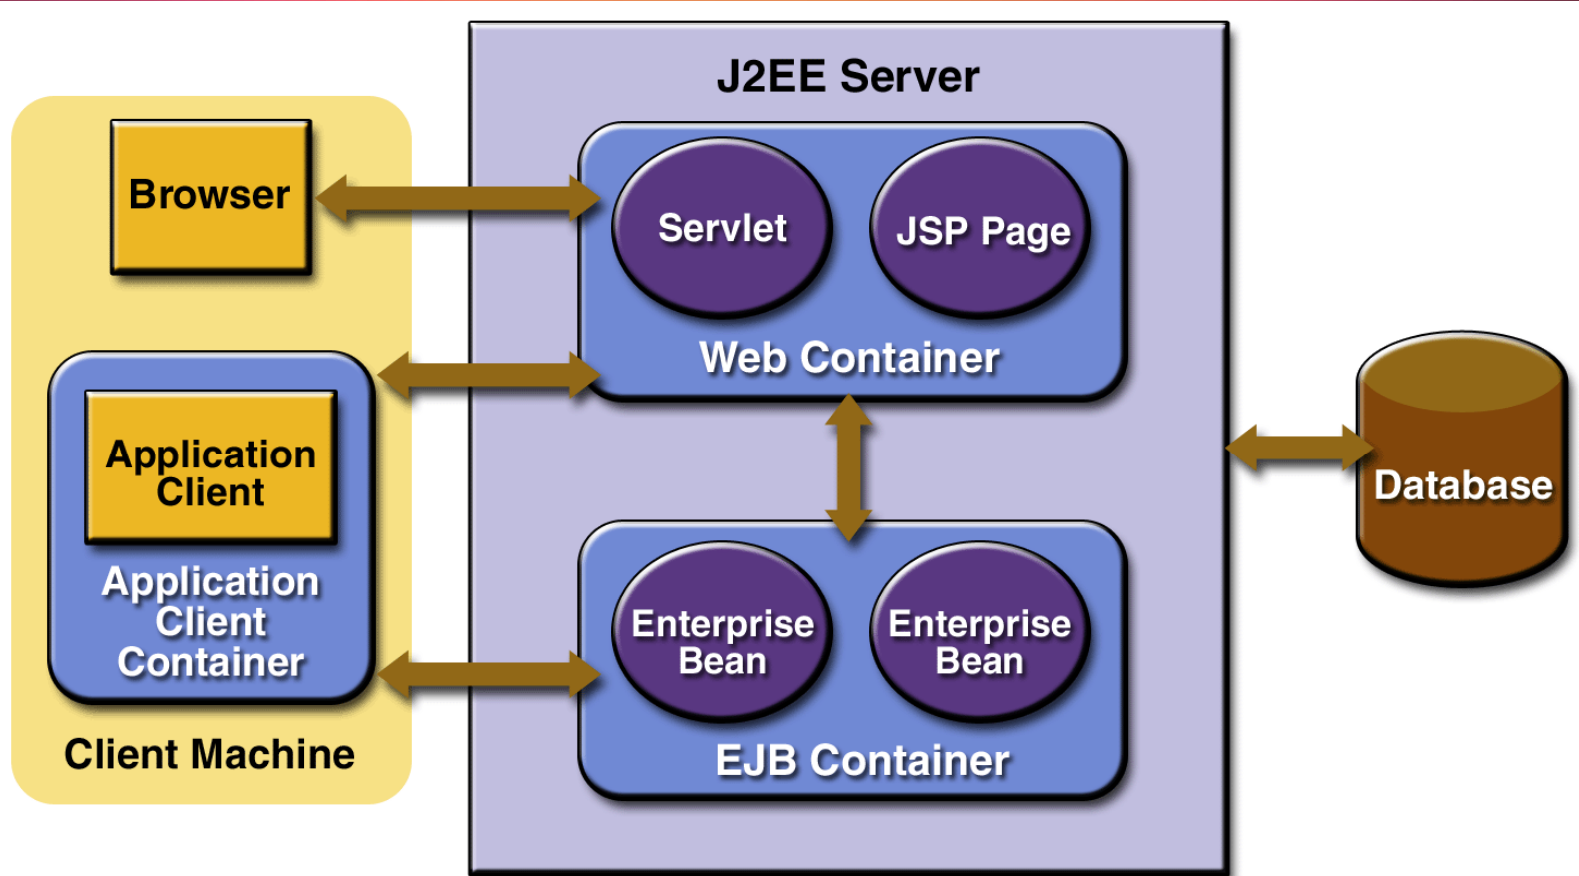 J2EE Server
Browser
Servlet
JSP Page
Web Container
Application
Client
Application
Client
Container
Client Machine
Enterprise
Bean
Enterprise
Bean
EJB Container
Database